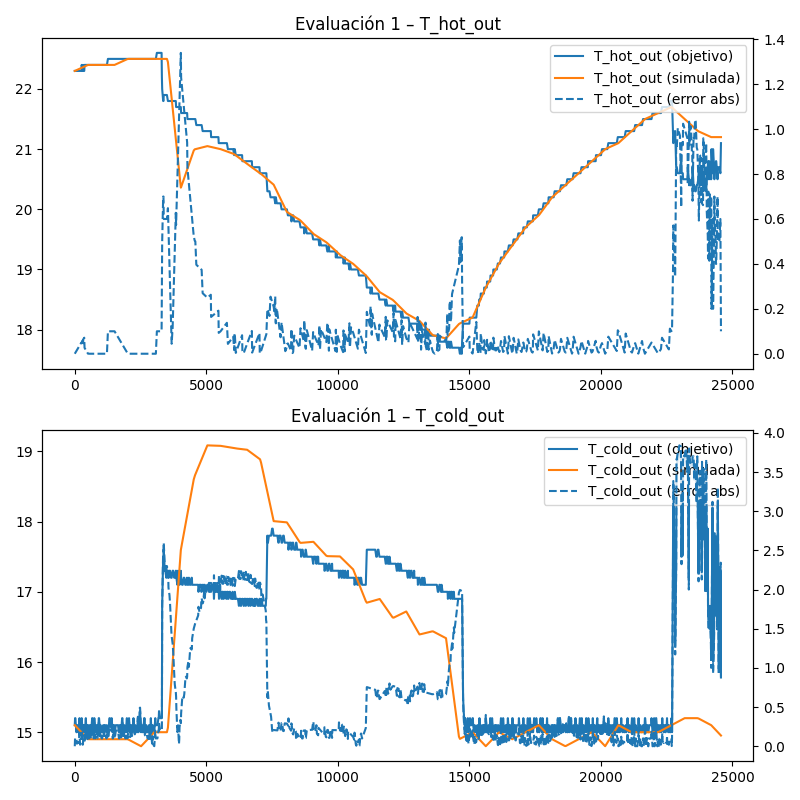 Evaluación 1 – T_hot_out
T_hot_out (objetivo)
T_hot_out (simulada)
T_hot_out (error abs)
22
21
20
19
18
1.4
1.2
1.0
0.8
0.6
0.4
0.2
0.0
0 5000 10000 15000 20000 25000
Evaluación 1 – T_cold_out
T_cold_out (objetivo)
T_cold_out (simulada)
T_cold_out (error abs)
19
18
17
16
15
4.0
3.5
3.0
2.5
2.0
1.5
1.0
0.5
0.0
0 5000 10000 15000 20000 25000